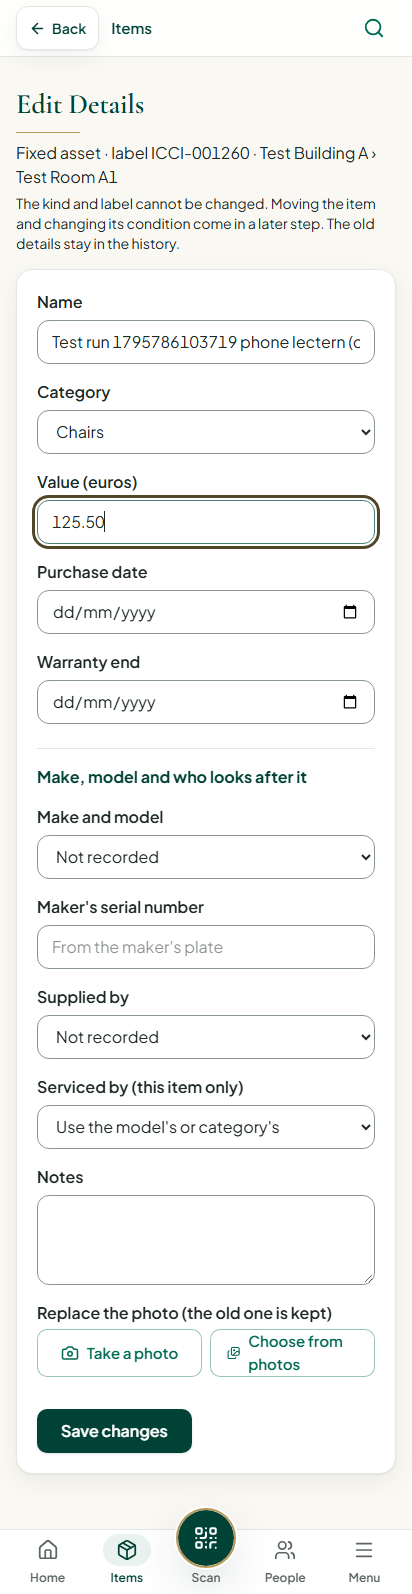 Back Items
Edit Details
Fixed asset · label ICCI-001260 · Test Building A ›
Test Room A1
The kind and label cannot be changed. Moving the item
and changing its condition come in a later step. The old
details stay in the history.
Name
Test run 1795786103719 phone lectern (c
Category
Chairs
Value (euros)
125.50
Purchase date
dd/mm/yyyy
Warranty end
dd/mm/yyyy
Make, model and who looks after it
Make and model
Not recorded
Maker's serial number
From the maker's plate
Supplied by
Not recorded
Serviced by (this item only)
Use the model's or category's
Notes
Replace the photo (the old one is kept)
Take a photo
Choose from
photos
Save changes
Home Items Scan People Menu